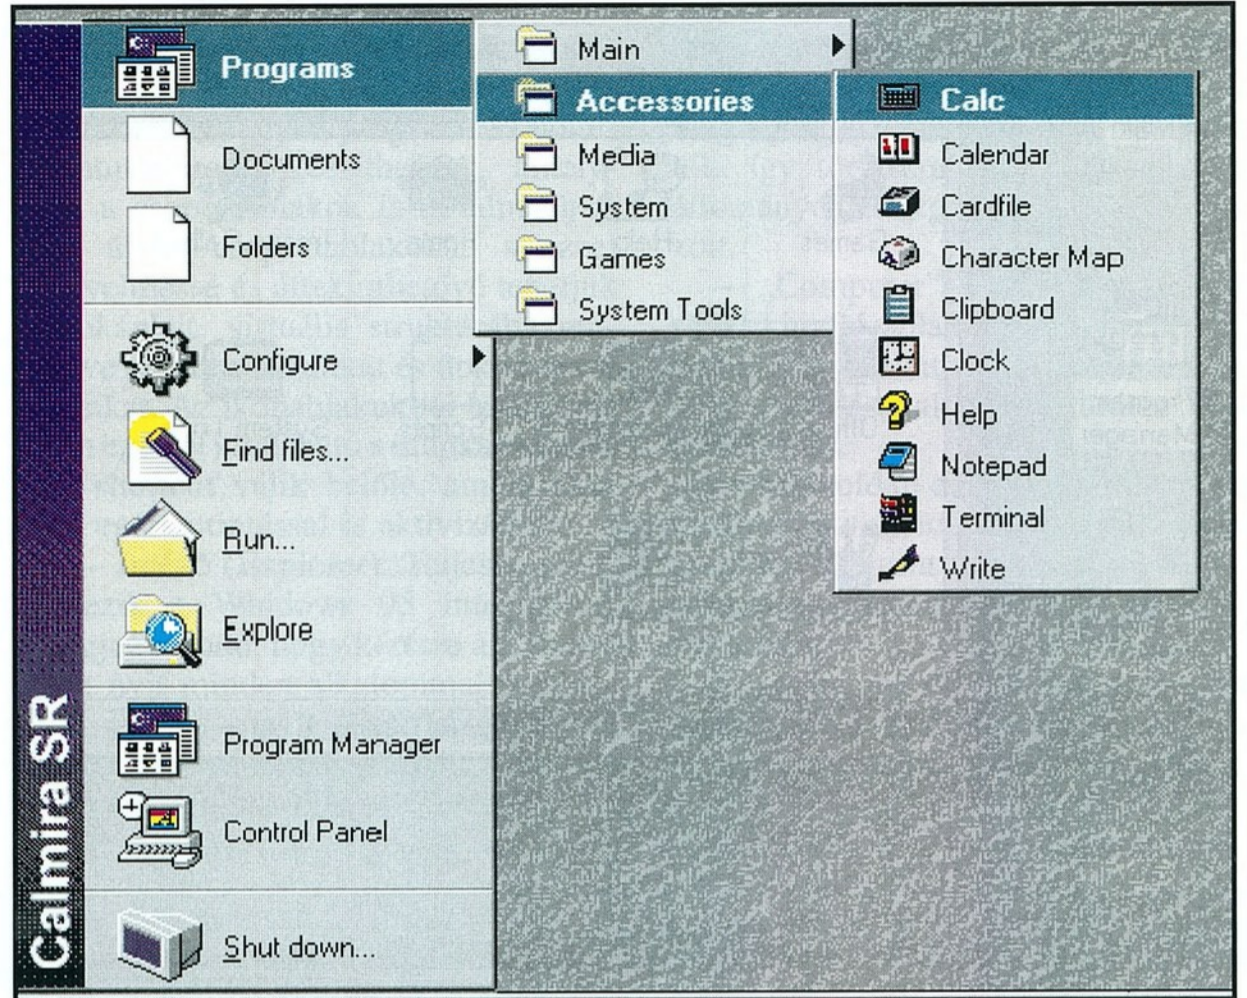 Calmira SR
Programs
Documents
Folders
Configure
Find files...
Run...
Explore
Program Manager
Control Panel
Shut down...
Main
Accessories
Media
System
Games
System Tools
Calc
Calendar
Cardfile
Character Map
Clipboard
Clock
Help
Notepad
Terminal
Write